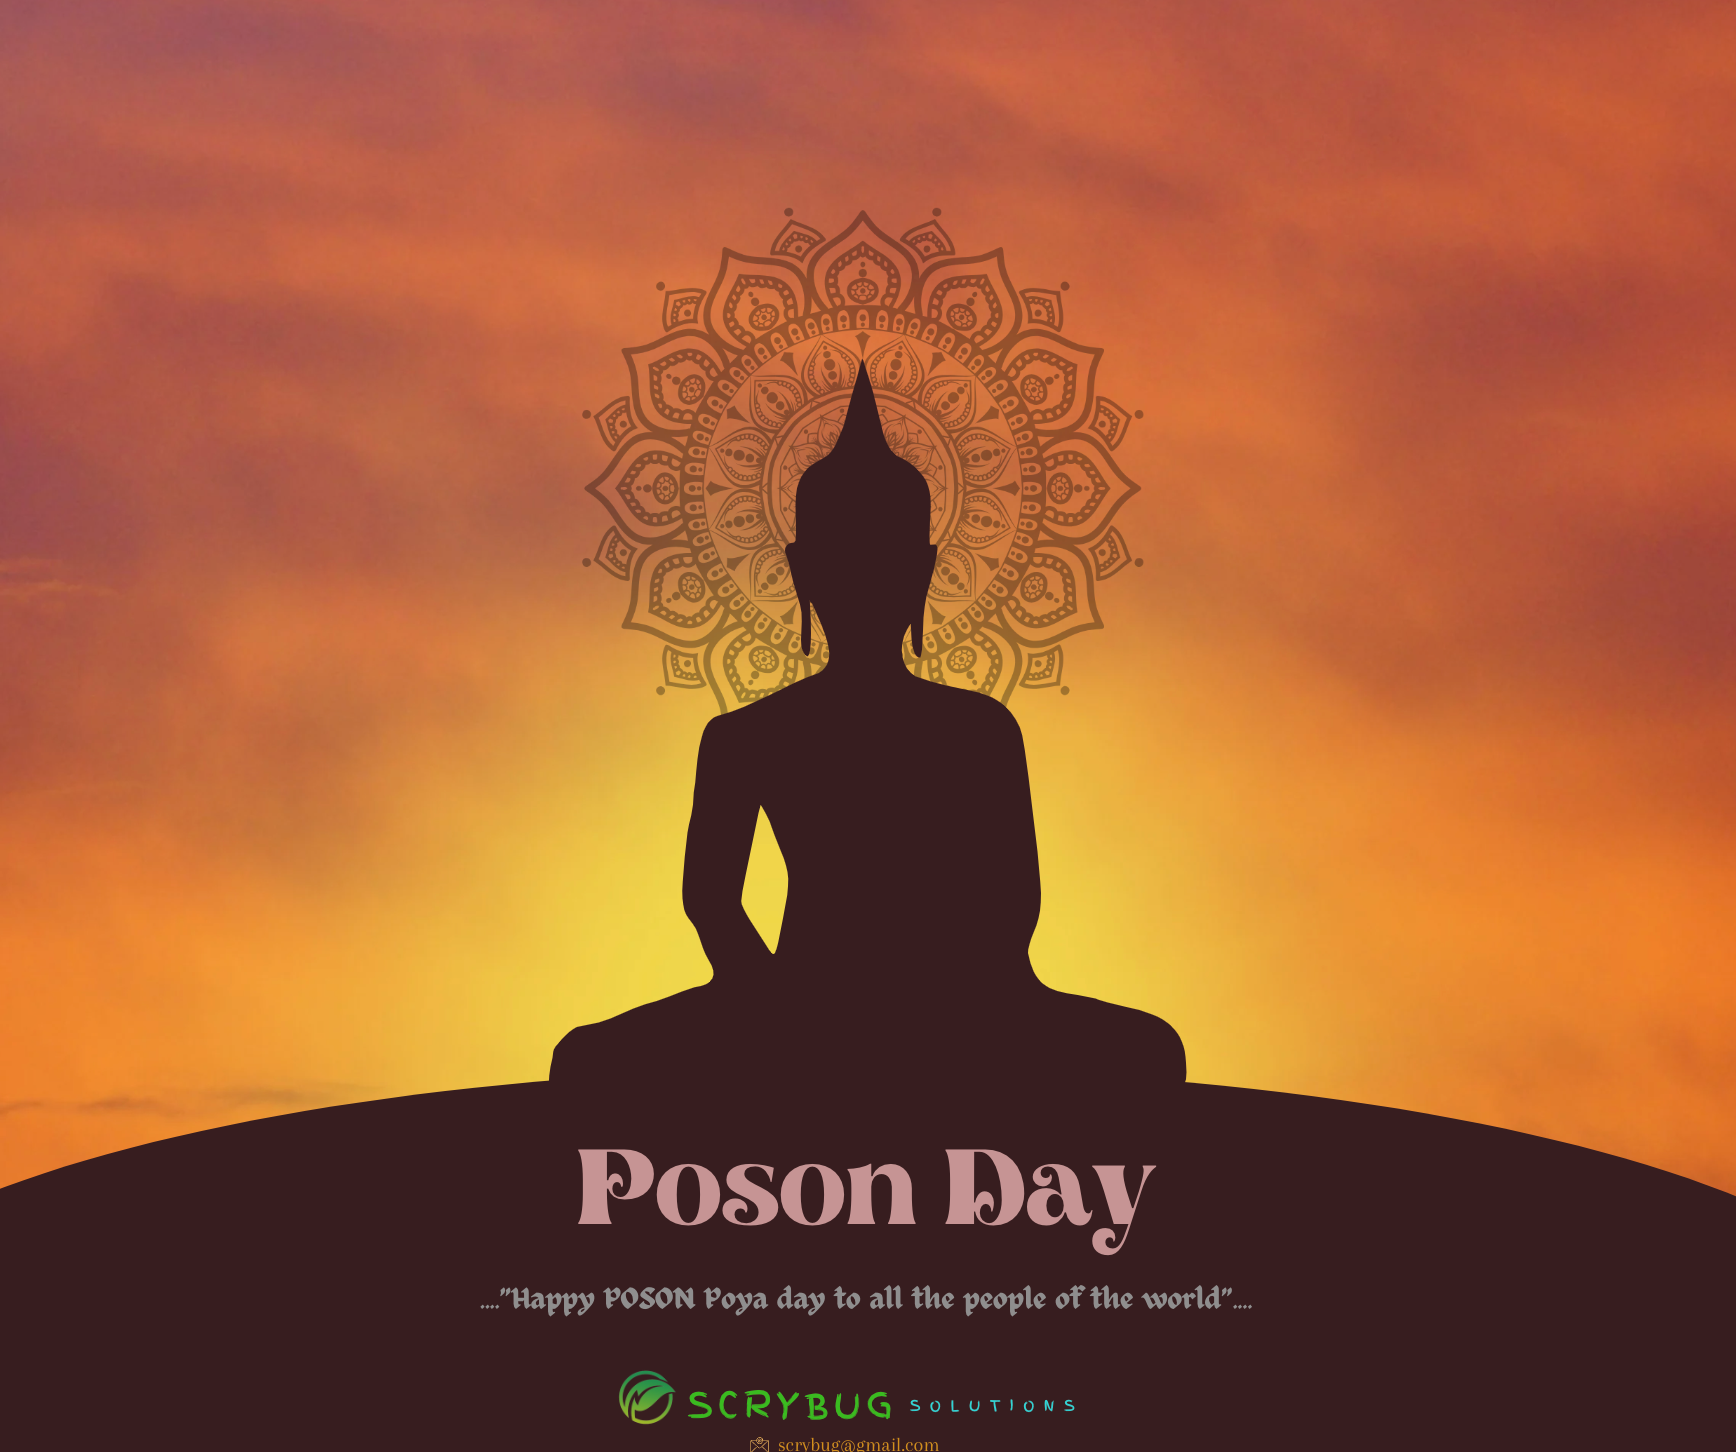 Poson Day
...."Happy POSON Poya day to all the people of the world"....
SCRYBUG SOLUTIONS
scrybug@gmail.com